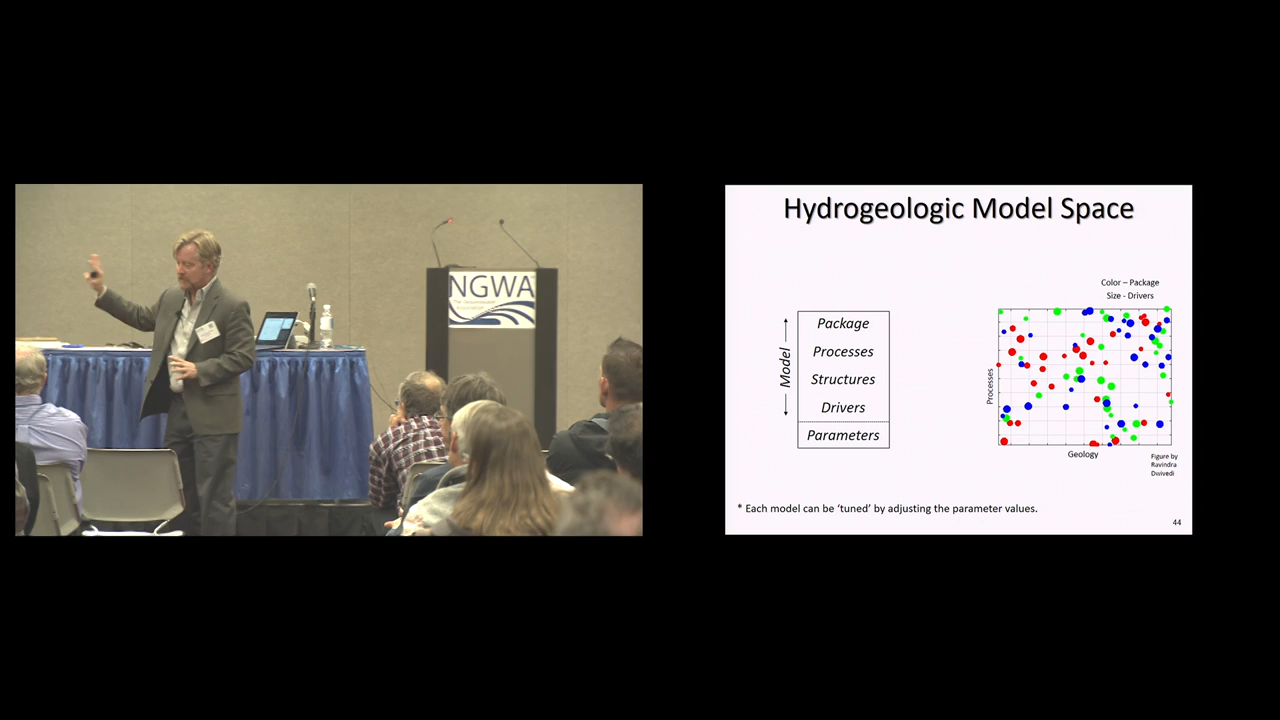 NGWA
Hydrogeologic Model Space
Color – Package
Size - Drivers
Model
Package
Processes
Structures
Drivers
Parameters
Processes
Geology
Figure by
Ravindra
Dwivedi
* Each model can be ‘tuned’ by adjusting the parameter values.
44